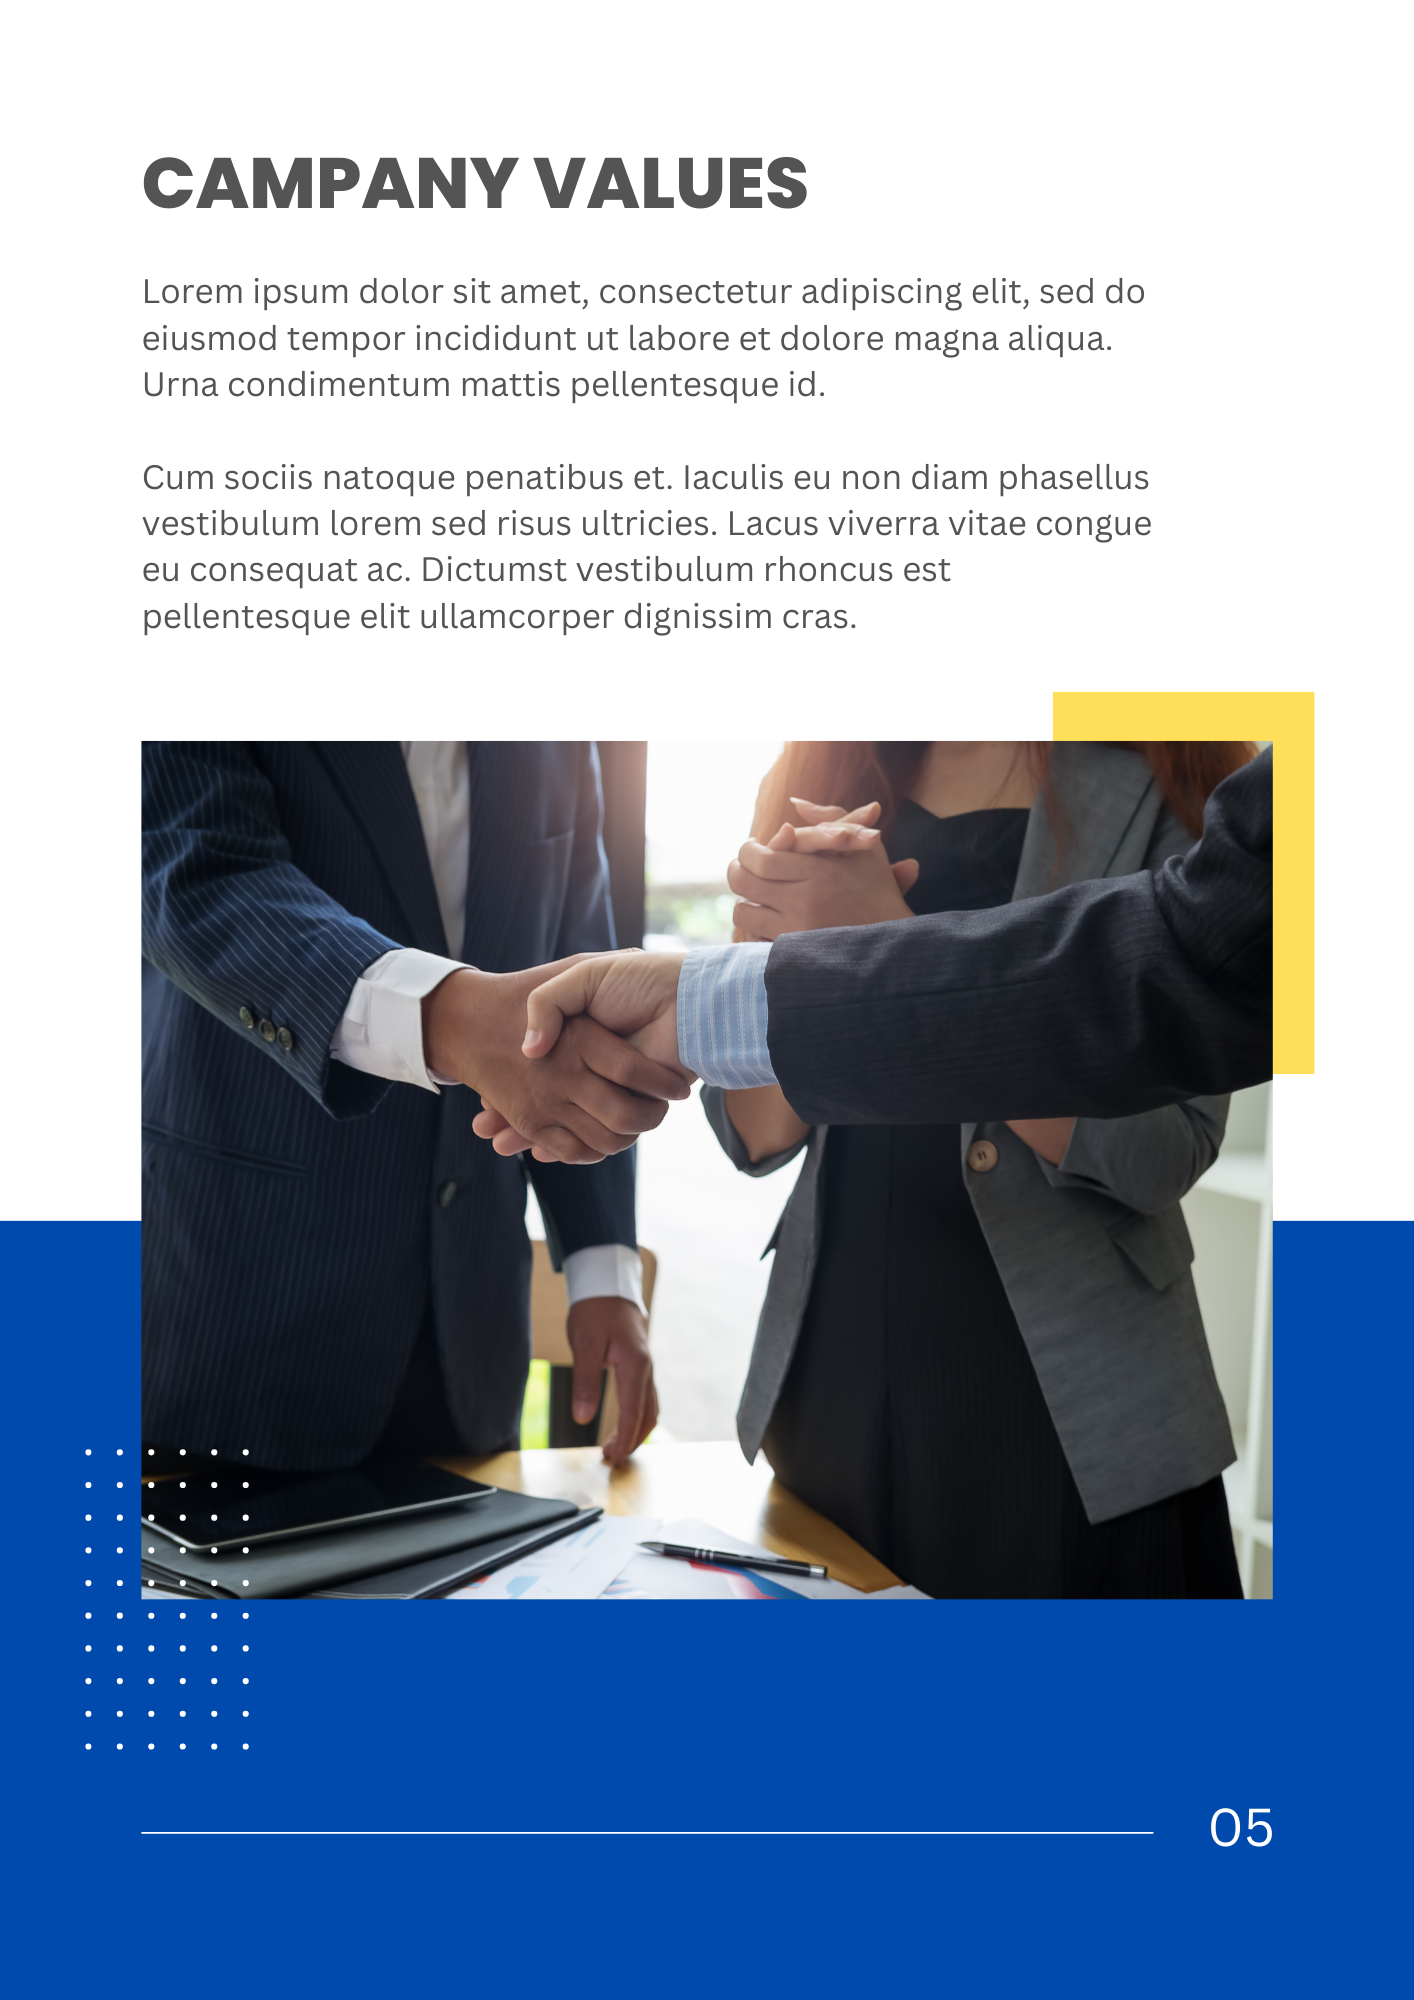 CAMPANY VALUES
Lorem ipsum dolor sit amet, consectetur adipiscing elit, sed do
eiusmod tempor incididunt ut labore et dolore magna aliqua.
Urna condimentum mattis pellentesque id.
Cum sociis natoque penatibus et. Iaculis eu non diam phasellus
vestibulum lorem sed risus ultricies. Lacus viverra vitae congue
eu consequat ac. Dictumst vestibulum rhoncus est
pellentesque elit ullamcorper dignissim cras.
05